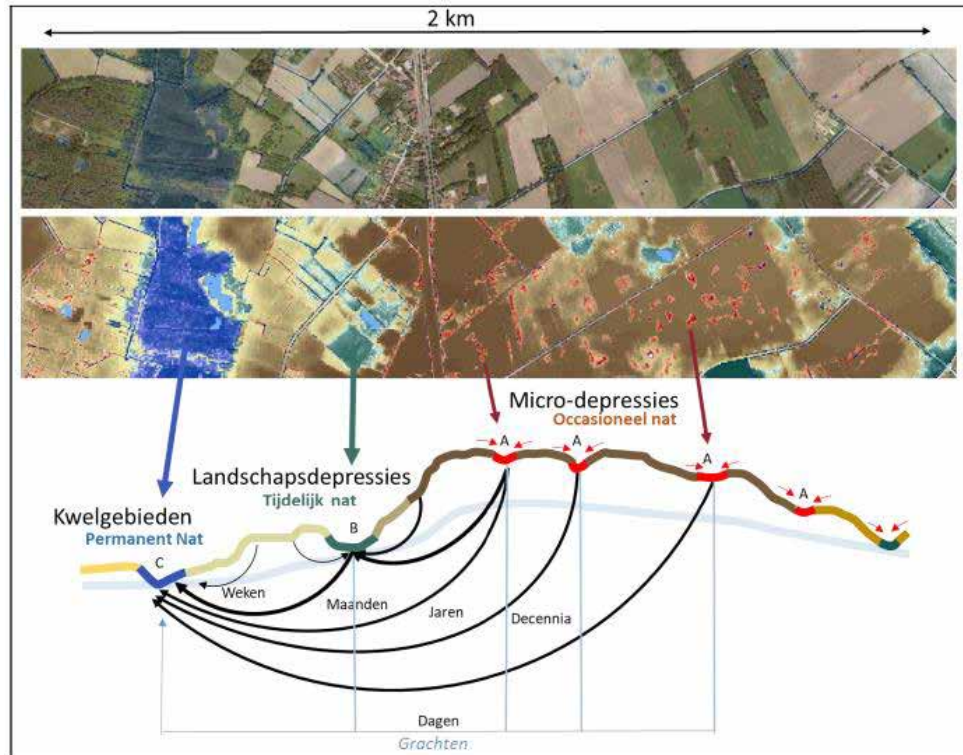 2 km
Micro-depressies
Occasioneel nat
A
A
A
A
Landschapsdepressies
Tijdelijk nat
B
Kwelgebieden
Permanent Nat
C
Weken
Maanden
Jaren
Decennia
Dagen
Grachten